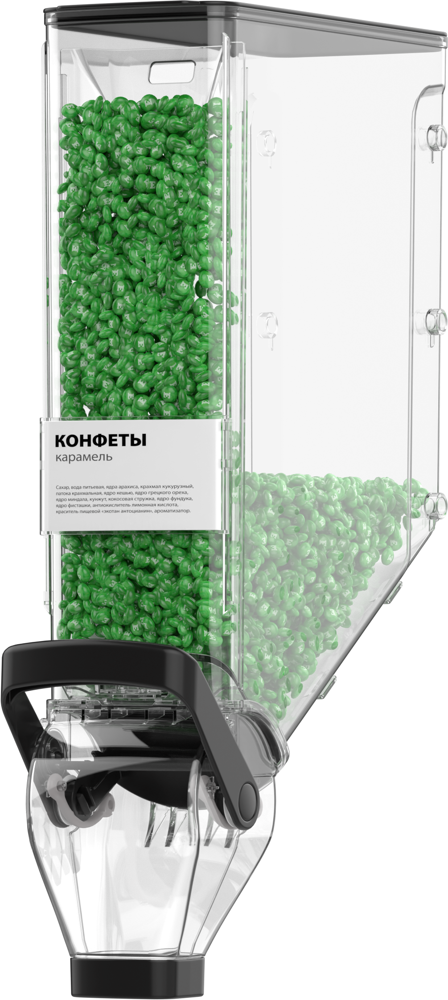 КОНФЕТЫ
карамель
Сахар, вода питьевая, ядра арахиса, крахмал кукурузный,
патока крахмальная, ядро кешью, ядро грецкого ореха,
ядро миндала, кунжут, кокосовая стружка, ядро фундука,
ядро фисташки, антиокислитель лимонная кислота,
краситель пищевой «экотан антоцианин», ароматизатор.